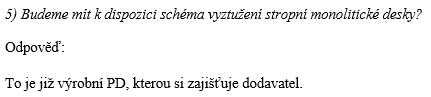 5) Budeme mít k dispozici schéma vyztužení stropní monolitické desky?
Odpověď:
To je již výrobní PD, kterou si zajišťuje dodavatel.